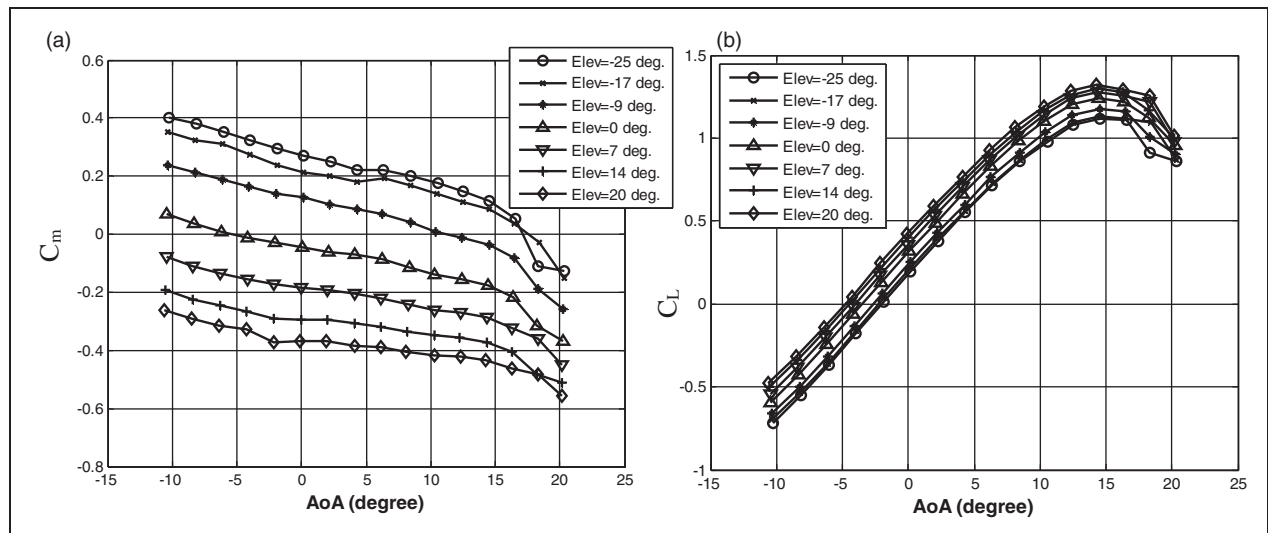 (a)
0.6
0.4
0.2
0
-0.2
-0.4
-0.6
-0.8
Cm
-15
-10
-5
0
5
10
15
20
25
AoA (degree)
Elev=-25 deg.
Elev=-17 deg.
Elev=-9 deg.
Elev=0 deg.
Elev=7 deg.
Elev=14 deg.
Elev=20 deg.
(b)
1.5
1
0.5
0
-0.5
-1
CL
-15
-10
-5
0
5
10
15
20
25
AoA (degree)
Elev=-25 deg.
Elev=-17 deg.
Elev=-9 deg.
Elev=0 deg.
Elev=7 deg.
Elev=14 deg.
Elev=20 deg.